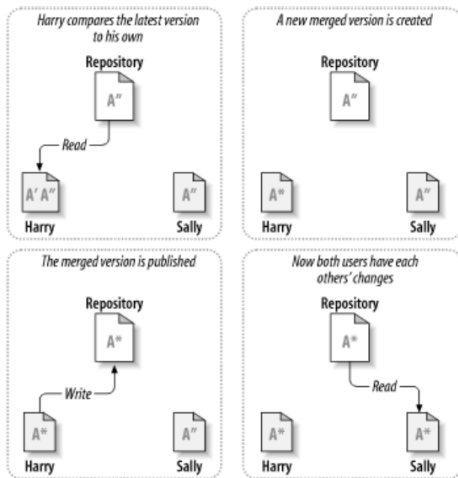 Harry compares the latest version
to his own
Repository
A"
Read
A' A"
A"
Harry
Sally
A new merged version is created
Repository
A"
A*
A"
Harry
Sally
The merged version is published
Repository
A*
Write
A*
A"
Harry
Sally
Now both users have each
others' changes
Repository
A*
Read
A*
A*
Harry
Sally